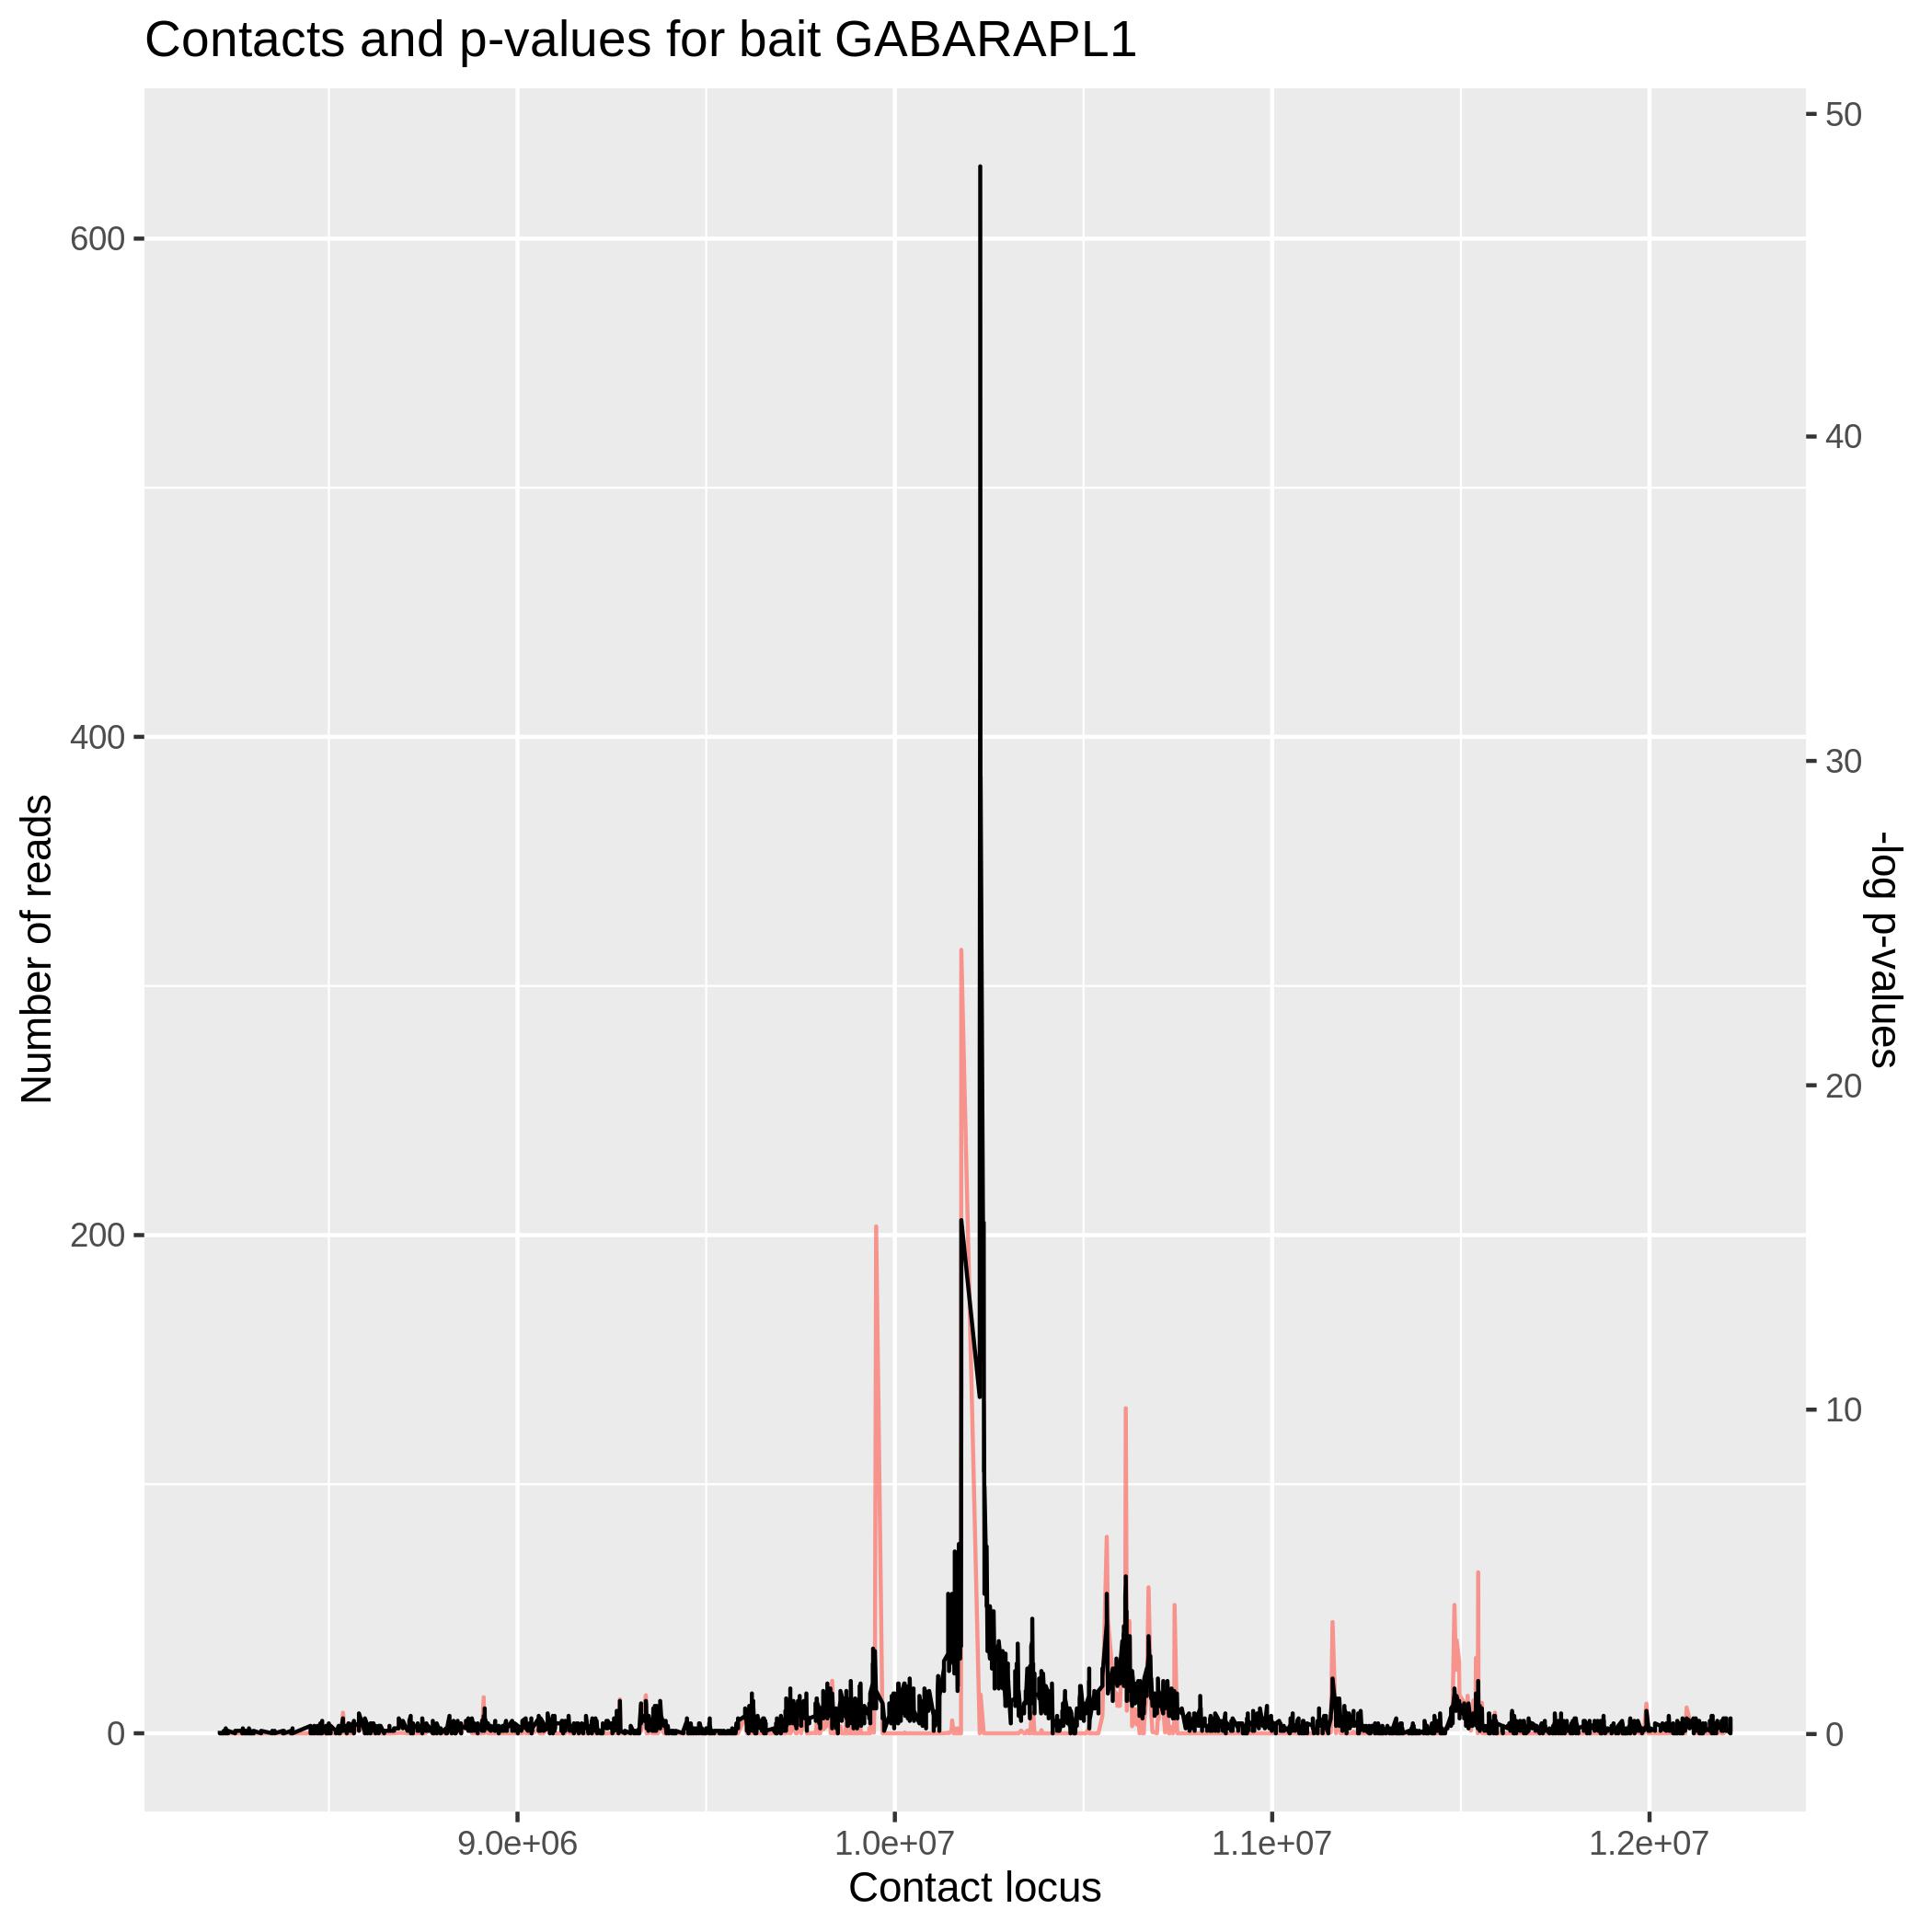 Contacts and p-values for bait GABARAPL1
50
600
40
400
30
Number of reads
-log p-values
20
200
10
0
0
9.0e+06
1.0e+07
1.1e+07
1.2e+07
Contact locus